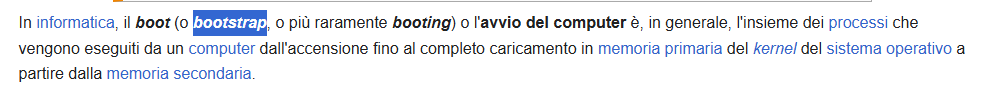 In informatica, il boot (o bootstrap, o più raramente booting) o l'avvio del computer è, in generale, l'insieme dei processi che
vengono eseguiti da un computer dall'accensione fino al completo caricamento in memoria primaria del kernel del sistema operativo a
partire dalla memoria secondaria.